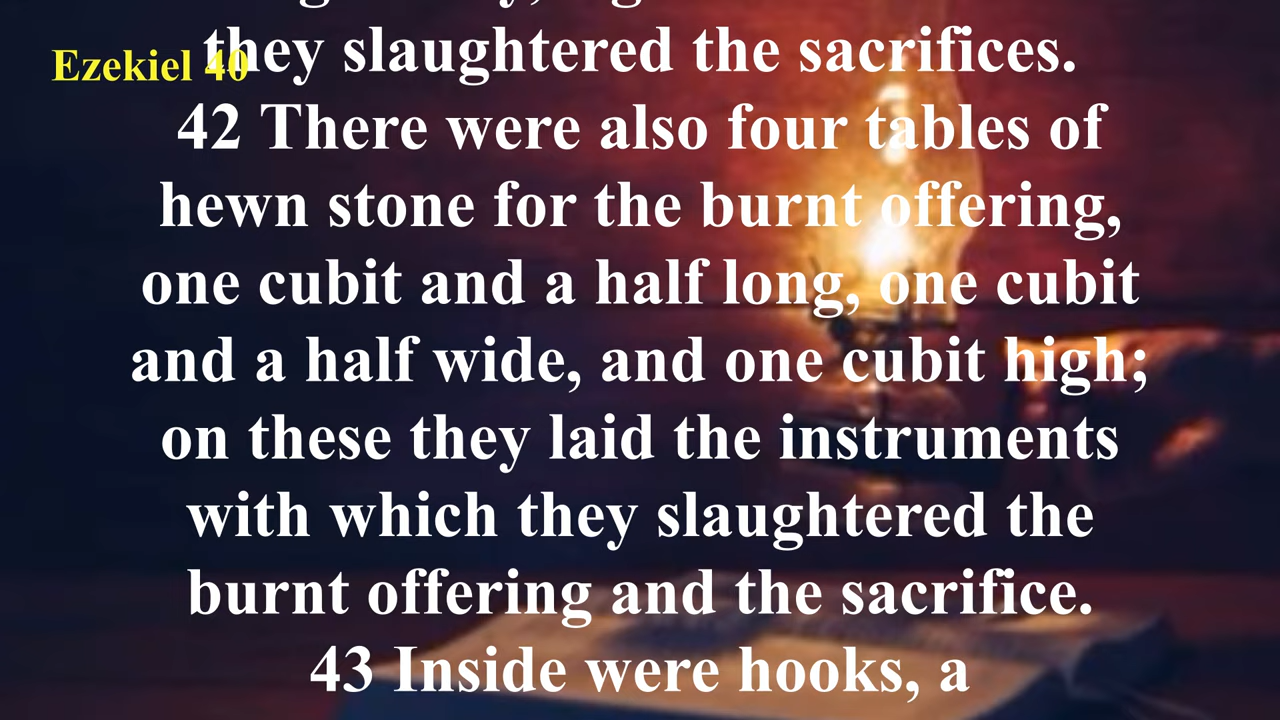 they slaughtered the sacrifices.
Ezekiel 40
42 There were also four tables of
hewn stone for the burnt offering,
one cubit and a half long, one cubit
and a half wide, and one cubit high;
on these they laid the instruments
with which they slaughtered the
burnt offering and the sacrifice.
43 Inside were hooks, a